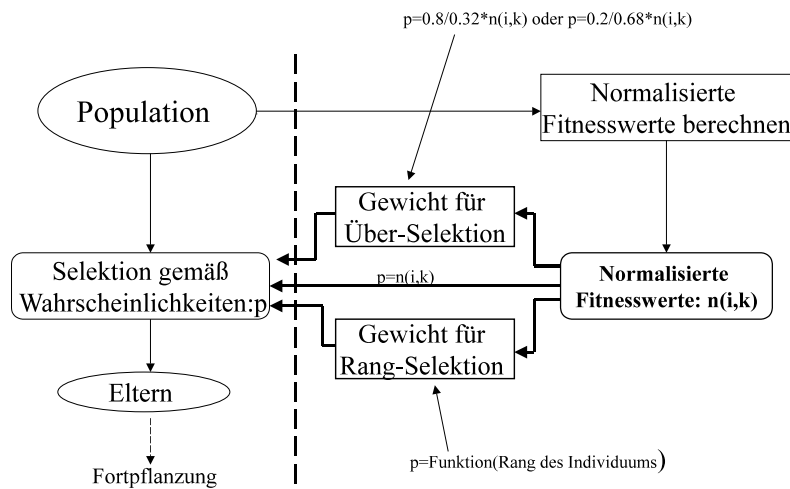 p=0.8/0.32*n(i,k) oder p=0.2/0.68*n(i,k)
Population
Normalisierte
Fitnesswerte berechnen
Gewicht für
Über-Selektion
Selektion gemäß
Wahrscheinlichkeiten:p
p=n(i,k)
Normalisierte
Fitnesswerte: n(i,k)
Gewicht für
Rang-Selektion
Eltern
p=Funktion(Rang des Individuums)
Fortpflanzung